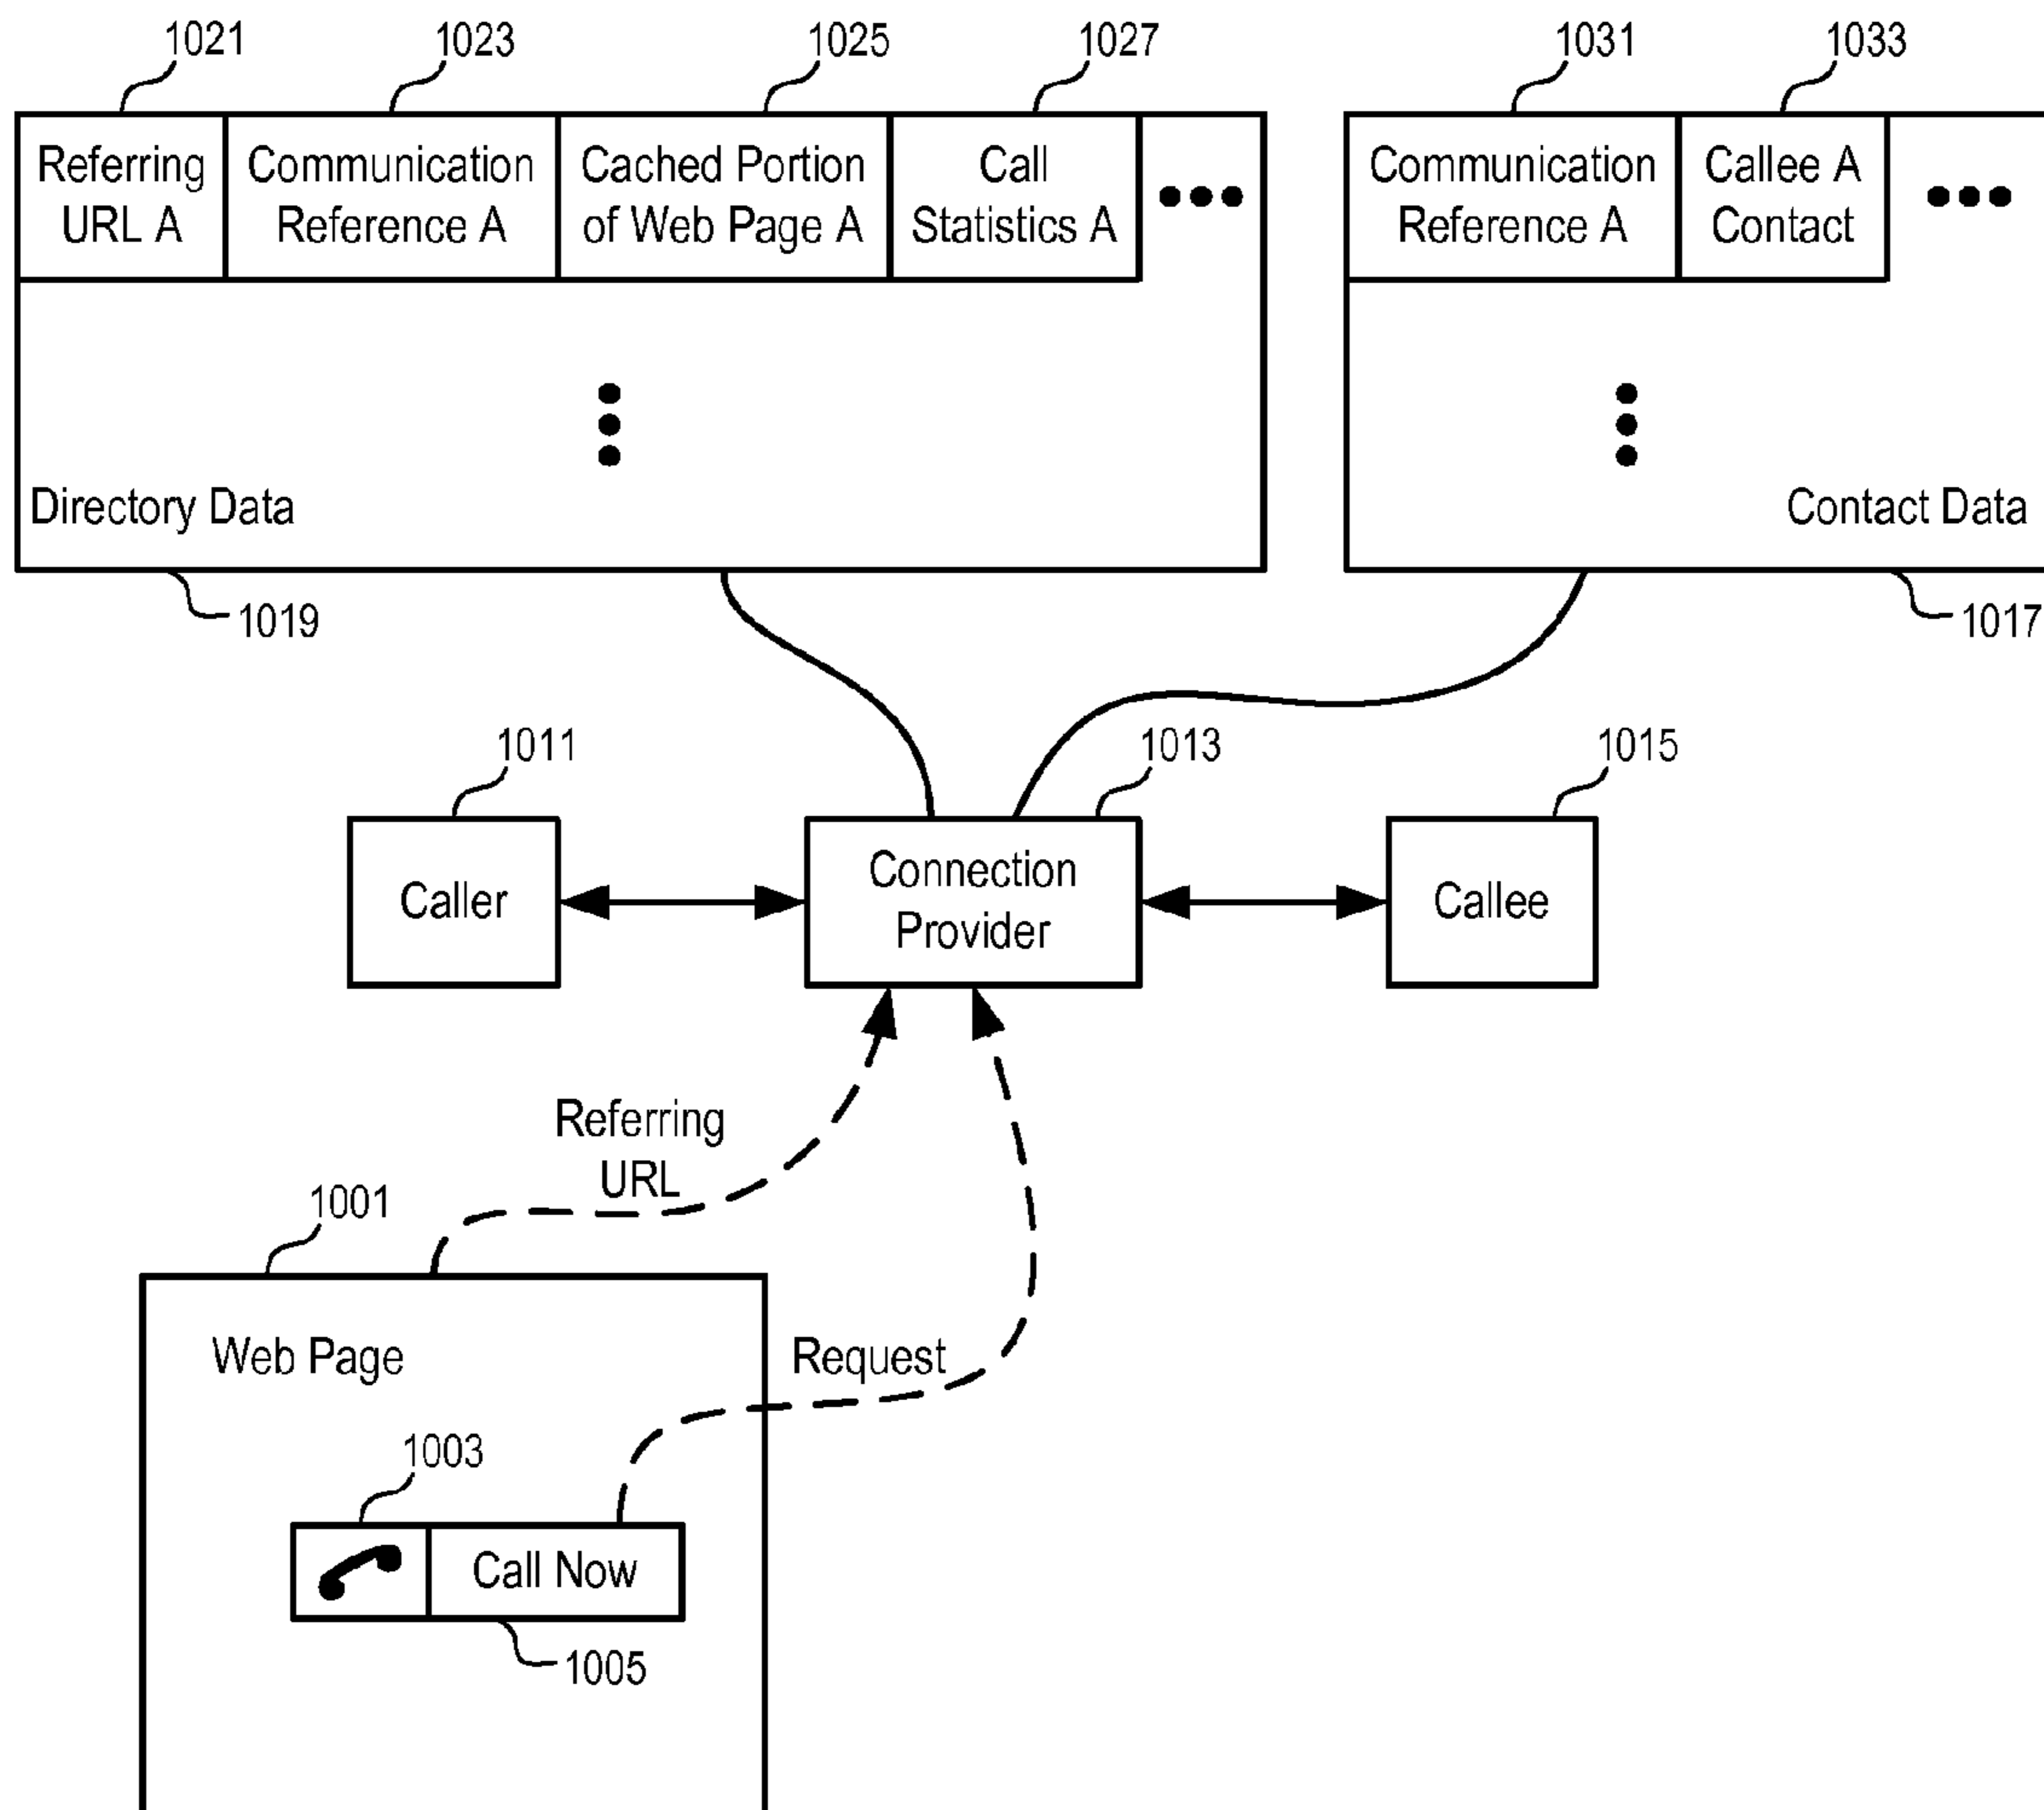 1021
1023
1025
1027
1031
1033
Referring
URL A
Communication
Reference A
Cached Portion
of Web Page A
Call
Statistics A
Communication
Reference A
Callee A
Contact
Directory Data
Contact Data
1019
1017
1011
1013
1015
Caller
Connection
Provider
Callee
Referring
URL
1001
Web Page
Request
1003
Call Now
1005